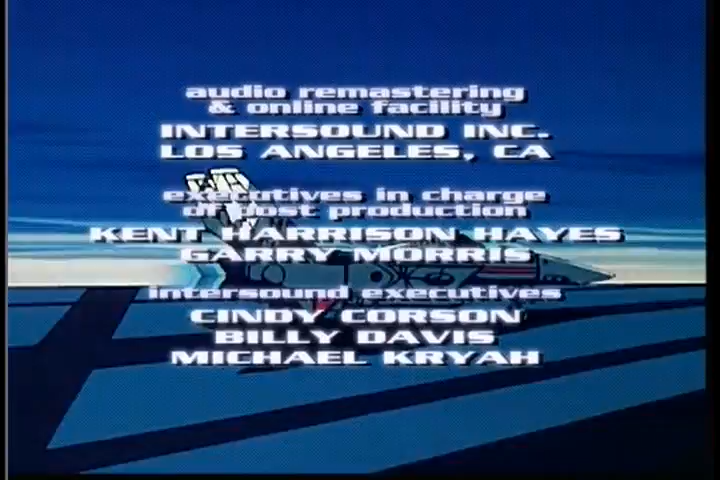 audio remastering
& online facility
INTERSOUND INC.
LOS ANGELES, CA
executives in charge
of post production
KENT HARRISON HAYES
GARRY MORRIS
intersound executives
CINDY CORSON
BILLY DAVIS
MICHAEL KRYAH